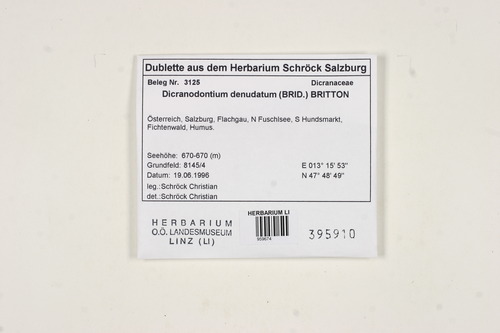 Dublette aus dem Herbarium Schröck Salzburg
Beleg Nr. 3125 Dicranaceae
Dicranodontium denudatum (BRID.) BRITTON
Österreich, Salzburg, Flachgau, N Fuschlsee, S Hundsmarkt,
Fichtenwald, Humus.
Seehöhe: 670-670 (m) E 013° 15' 53"
Grundfeld: 8145/4 N 47° 48' 49"
Datum: 19.06.1996
leg.:Schröck Christian
det.:Schröck Christian
HERBARIUM
O.Ö. LANDESMUSEUM
LINZ (LI)
HERBARIUM LI
395910